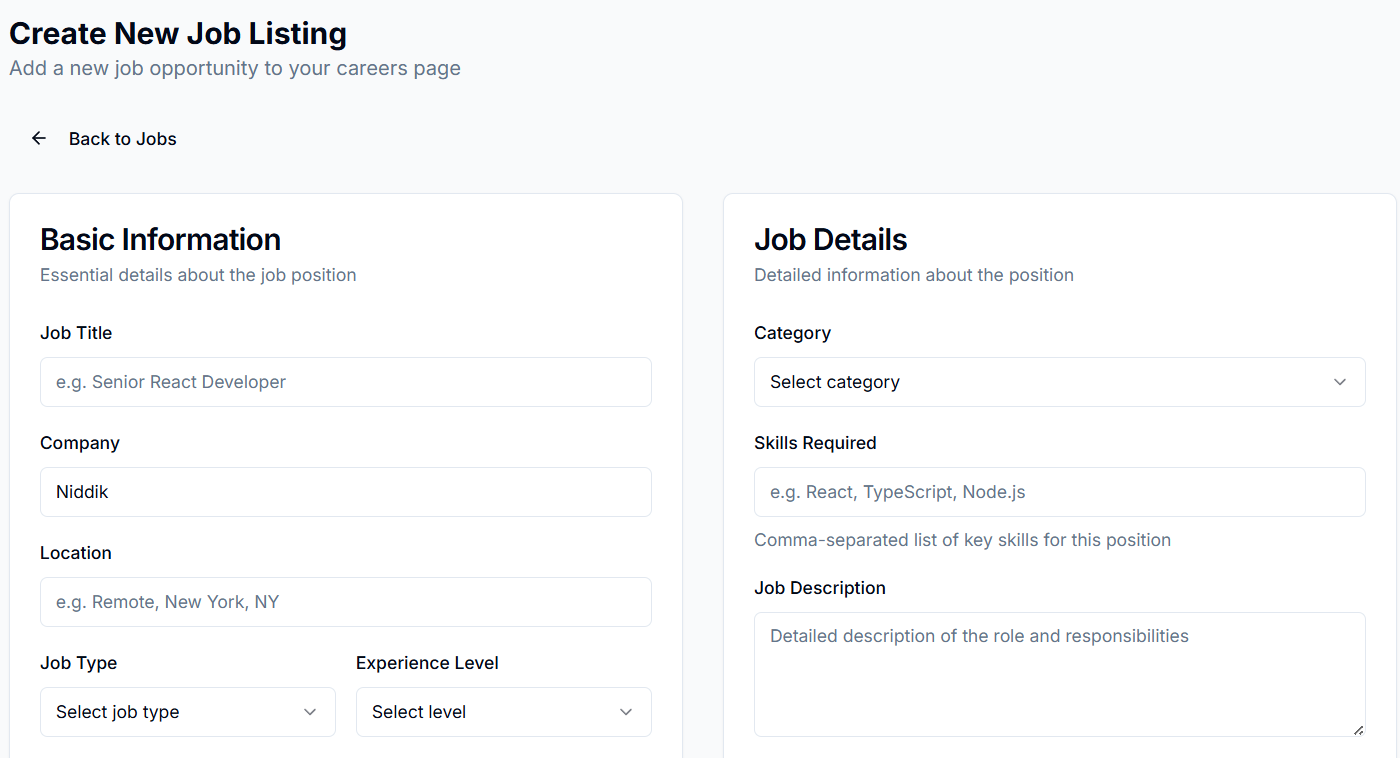 Create New Job Listing
Add a new job opportunity to your careers page
Back to Jobs
Basic Information
Essential details about the job position
Job Title
e.g. Senior React Developer
Company
Niddik
Location
e.g. Remote, New York, NY
Job Type
Experience Level
Select job type
Select level
Job Details
Detailed information about the position
Category
Select category
Skills Required
e.g. React, TypeScript, Node.js
Comma-separated list of key skills for this position
Job Description
Detailed description of the role and responsibilities